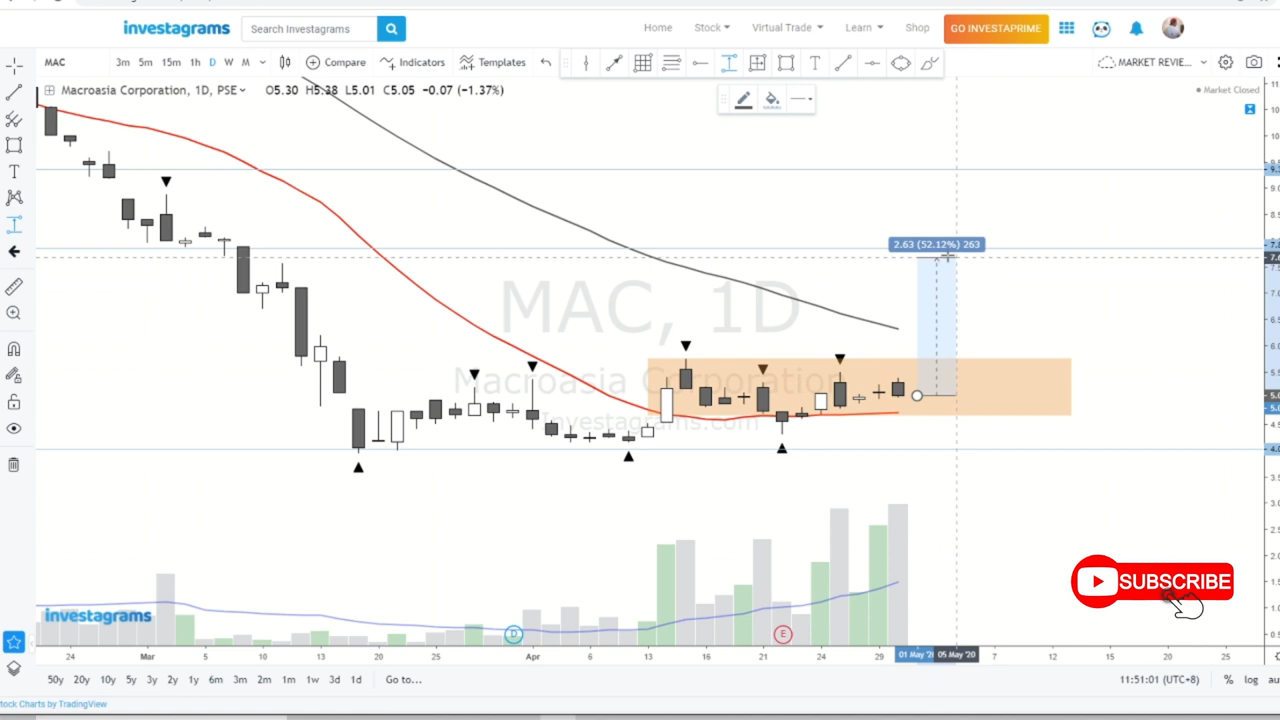 investagrams
Search Investagrams
Home
Stock
Virtual Trade
Learn
Shop
GO INVESTAPRIME
MAC
3m 5m 15m 1h D W M
Compare
Indicators
Templates
T
MARKET REVIE...
Macroasia Corporation, 1D, PSE
O5.30 H5.38 L5.01 C5.05 -0.07 (-1.37%)
Market Closed
2.63 (52.12%) 263
MAC, 1D
Macroasia Corporation
Investagrams.com
SUBSCRIBE
investagrams
D
E
24 Mar 5 10 13 20 25 Apr 6 13 16 21 24 29 01 May '20 05 May '20 7 12 15 20 25
50y 20y 10y 5y 3y 2y 1y 6m 3m 2m 1m 1w 3d 1d Go to...
11:51:01 (UTC+8)
% log
Stock Charts by TradingView